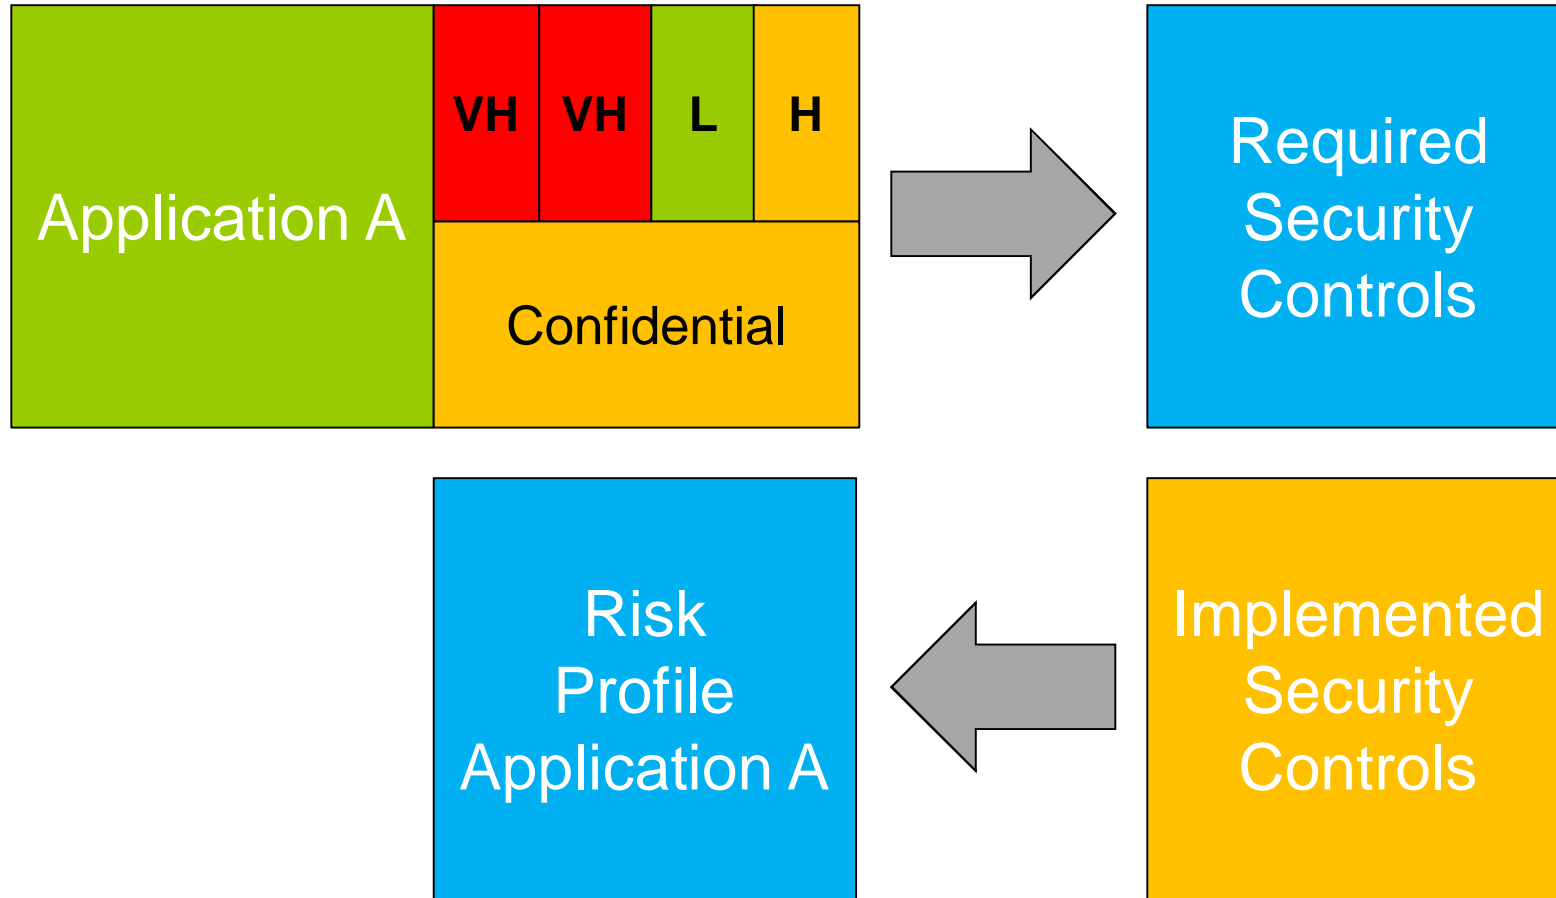 Application A
VH VH L H
Confidential
Required
Security
Controls
Risk
Profile
Application A
Implemented
Security
Controls